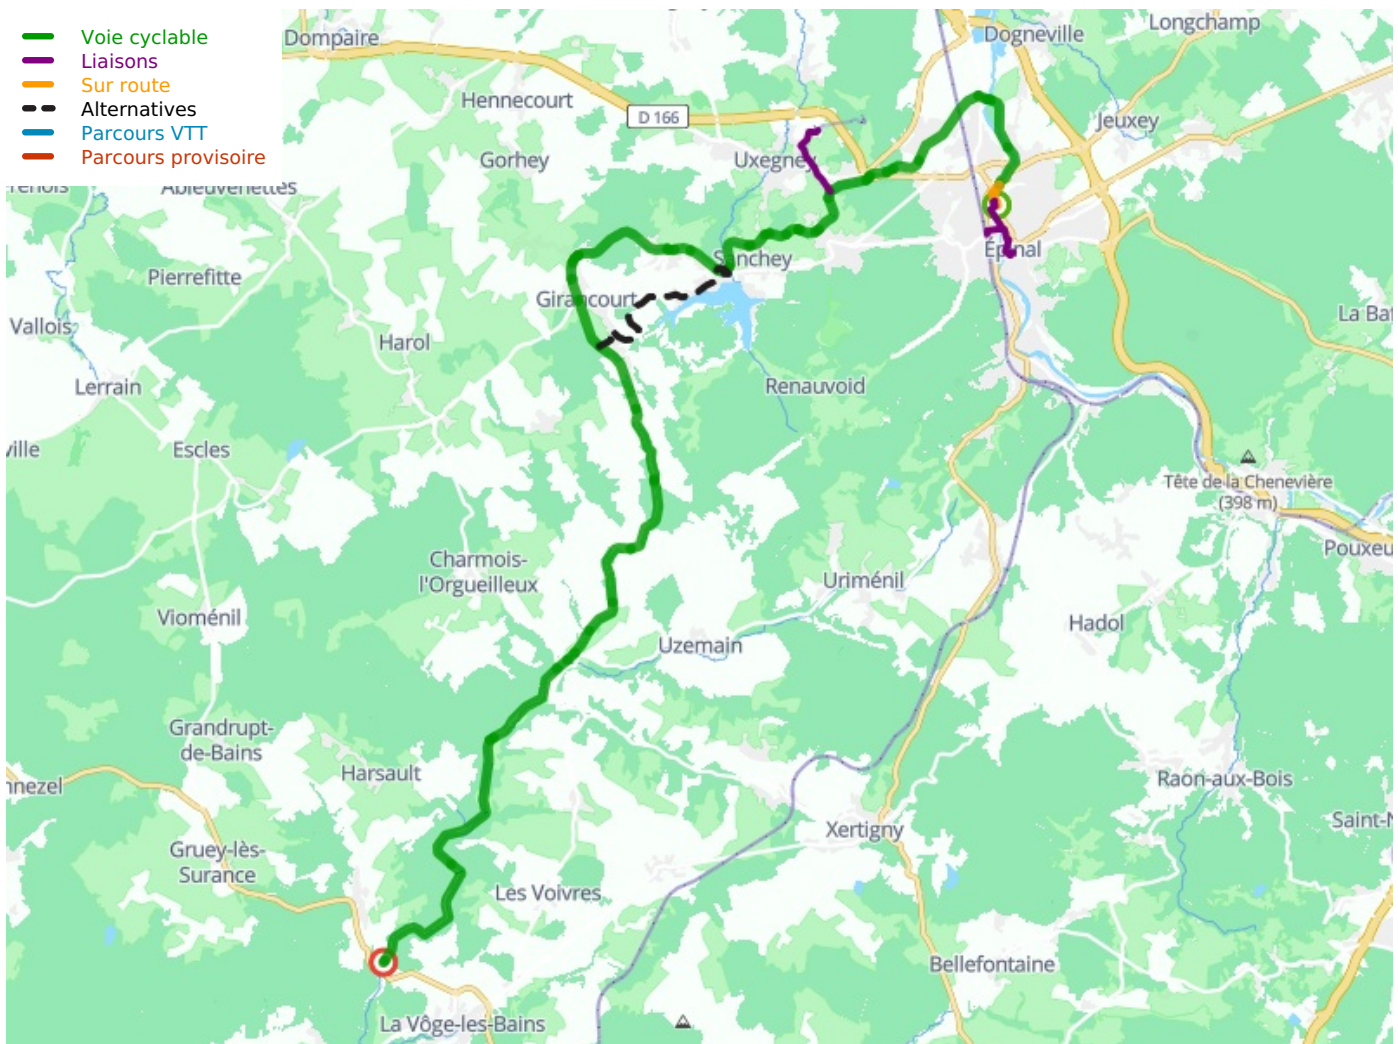 Voie cyclable
Liaisons
Sur route
Alternatives
Parcours VTT
Parcours provisoire
Dompaire
Dogneville
Longchamp
Hennecourt
D 166
Jeuxey
Gorhey
Uxegney
Épinal
Sanchey
Pierrefitte
Girancourt
Vallois
Harol
La Baf
Lerrain
Renauvoid
ville
Escles
Tête de la Chenevière
(398 m)
Pouxeu
Charmois-
l'Orgueilleux
Uriménil
Vioménil
Hadol
Uzemain
Grandrupt-
de-Bains
Harsault
nnezel
Raon-aux-Bois
Saint-N
Xertigny
Gruey-lès-
Surance
Les Voivres
Bellefontaine
La Vôge-les-Bains